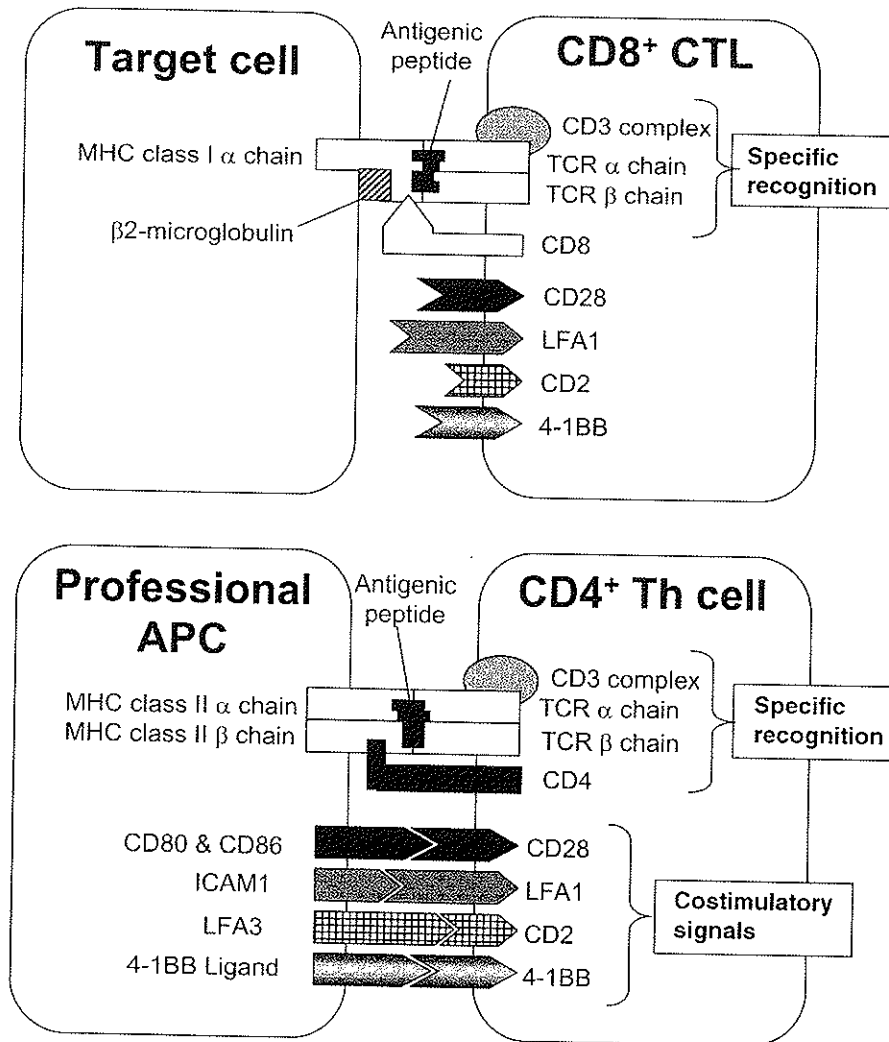 Target cell
Antigenic
peptide
CD8+ CTL
CD3 complex
MHC class I α chain
TCR α chain
TCR β chain
Specific
recognition
β2-microglobulin
CD8
CD28
LFA1
CD2
4-1BB
Professional
APC
Antigenic
peptide
CD4+ Th cell
CD3 complex
MHC class II α chain
TCR α chain
MHC class II β chain
TCR β chain
Specific
recognition
CD4
CD80 & CD86
CD28
ICAM1
LFA1
LFA3
CD2
4-1BB Ligand
4-1BB
Costimulatory
signals